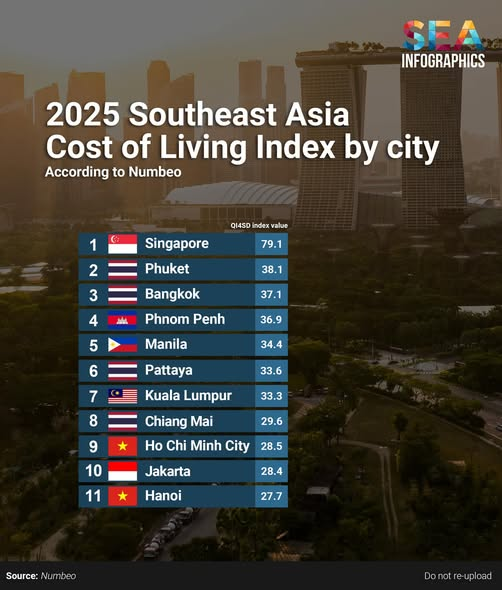 SEA
INFOGRAPHICS
2025 Southeast Asia
Cost of Living Index by city
According to Numbeo
QI4SD index value
1 Singapore 79.1
2 Phuket 38.1
3 Bangkok 37.1
4 Phnom Penh 36.9
5 Manila 34.4
6 Pattaya 33.6
7 Kuala Lumpur 33.3
8 Chiang Mai 29.6
9 Ho Chi Minh City 28.5
10 Jakarta 28.4
11 Hanoi 27.7
Source: Numbeo Do not re-upload